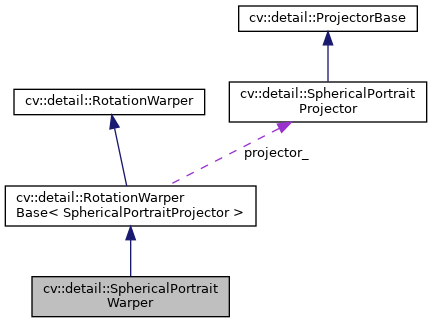 cv::detail::ProjectorBase
cv::detail::SphericalPortrait
Projector
cv::detail::RotationWarper
projector_
cv::detail::RotationWarper
Base< SphericalPortraitProjector >
cv::detail::SphericalPortrait
Warper